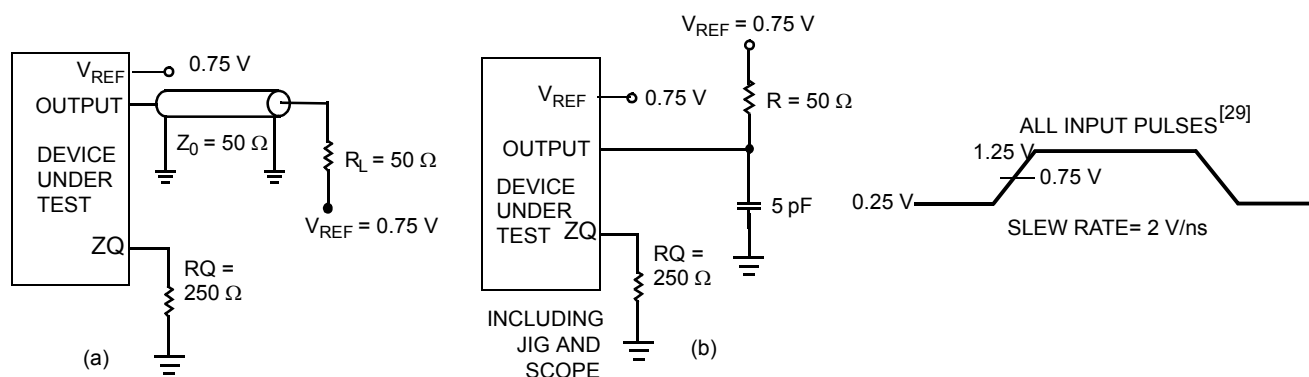 V_REF
0.75 V
OUTPUT
Z0 = 50 Ω
DEVICE
UNDER
TEST
RL = 50 Ω
VREF = 0.75 V
ZQ
RQ =
250 Ω
(a)
VREF = 0.75 V
R = 50 Ω
VREF
0.75 V
OUTPUT
DEVICE
UNDER
TEST
ZQ
5 pF
RQ =
250 Ω
INCLUDING
JIG AND
SCOPE
(b)
ALL INPUT PULSES[29]
1.25 V
0.75 V
0.25 V
SLEW RATE= 2 V/ns